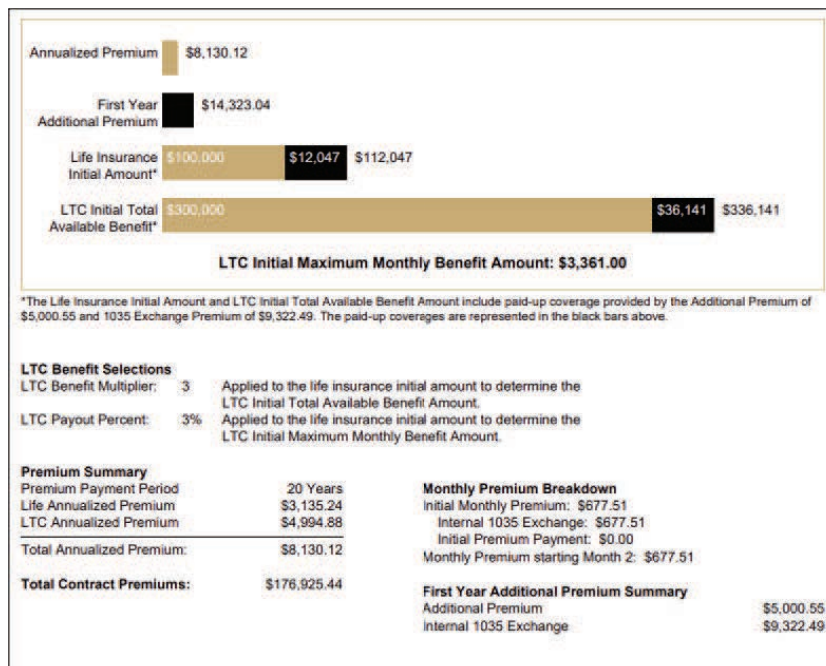 Annualized Premium $8,130.12
First Year
Additional Premium $14,323.04
Life Insurance
Initial Amount* $100,000 $12,047 $112,047
LTC Initial Total
Available Benefit* $300,000 $36,141 $336,141
LTC Initial Maximum Monthly Benefit Amount: $3,361.00
*The Life Insurance Initial Amount and LTC Initial Total Available Benefit Amount include paid-up coverage provided by the Additional Premium of
$5,000.55 and 1035 Exchange Premium of $9,322.49. The paid-up coverages are represented in the black bars above.
LTC Benefit Selections
LTC Benefit Multiplier: 3 Applied to the life insurance initial amount to determine the
LTC Initial Total Available Benefit Amount.
LTC Payout Percent: 3% Applied to the life insurance initial amount to determine the
LTC Initial Maximum Monthly Benefit Amount.
Premium Summary
Premium Payment Period 20 Years
Life Annualized Premium $3,135.24
LTC Annualized Premium $4,994.88
Total Annualized Premium: $8,130.12
Total Contract Premiums: $176,925.44
Monthly Premium Breakdown
Initial Monthly Premium: $677.51
Internal 1035 Exchange: $677.51
Initial Premium Payment: $0.00
Monthly Premium starting Month 2: $677.51
First Year Additional Premium Summary
Additional Premium $5,000.55
Internal 1035 Exchange $9,322.49